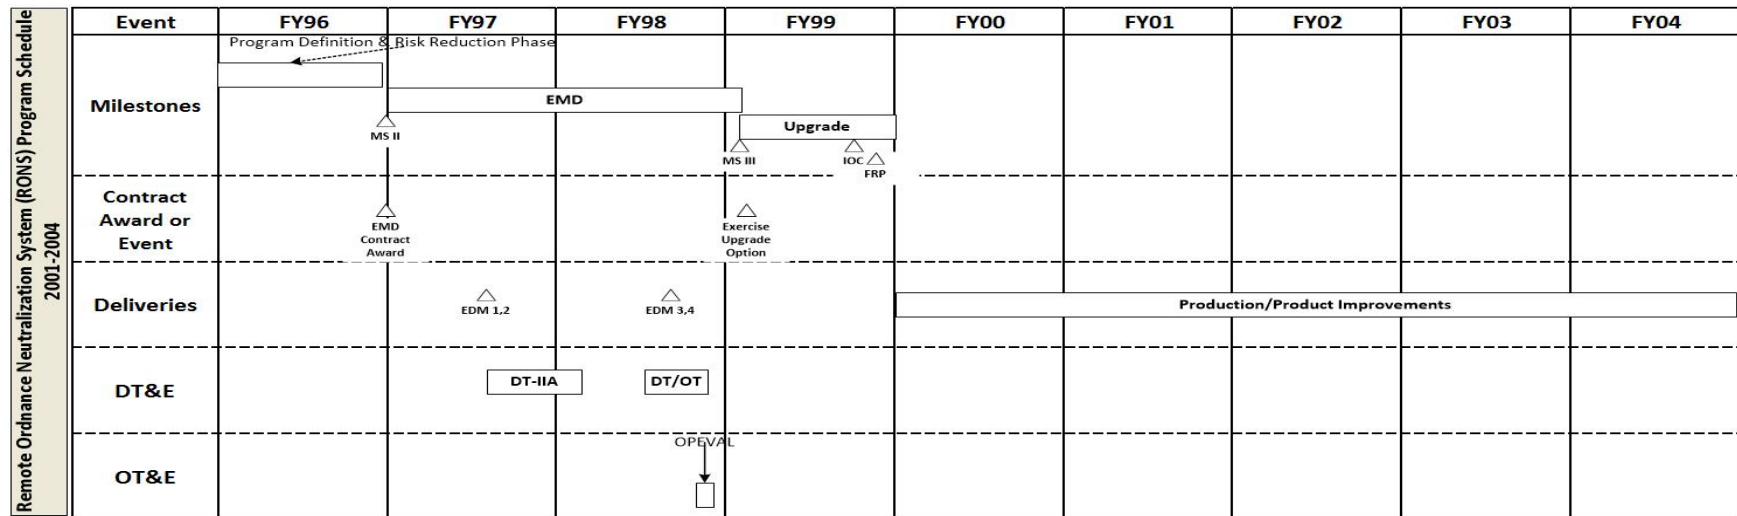 Remote Ordnance Neutralization System (RONS) Program Schedule
2001-2004
Event
FY96
FY97
FY98
FY99
FY00
FY01
FY02
FY03
FY04
Milestones
Program Definition & Risk Reduction Phase
EMD
MS II
Upgrade
MS III
IOC
FRP
Contract
Award or
Event
EMD
Contract
Award
Exercise
Upgrade
Option
Deliveries
EDM 1,2
EDM 3,4
Production/Product Improvements
DT&E
DT-IIA
DT/OT
OT&E
OPEVAL